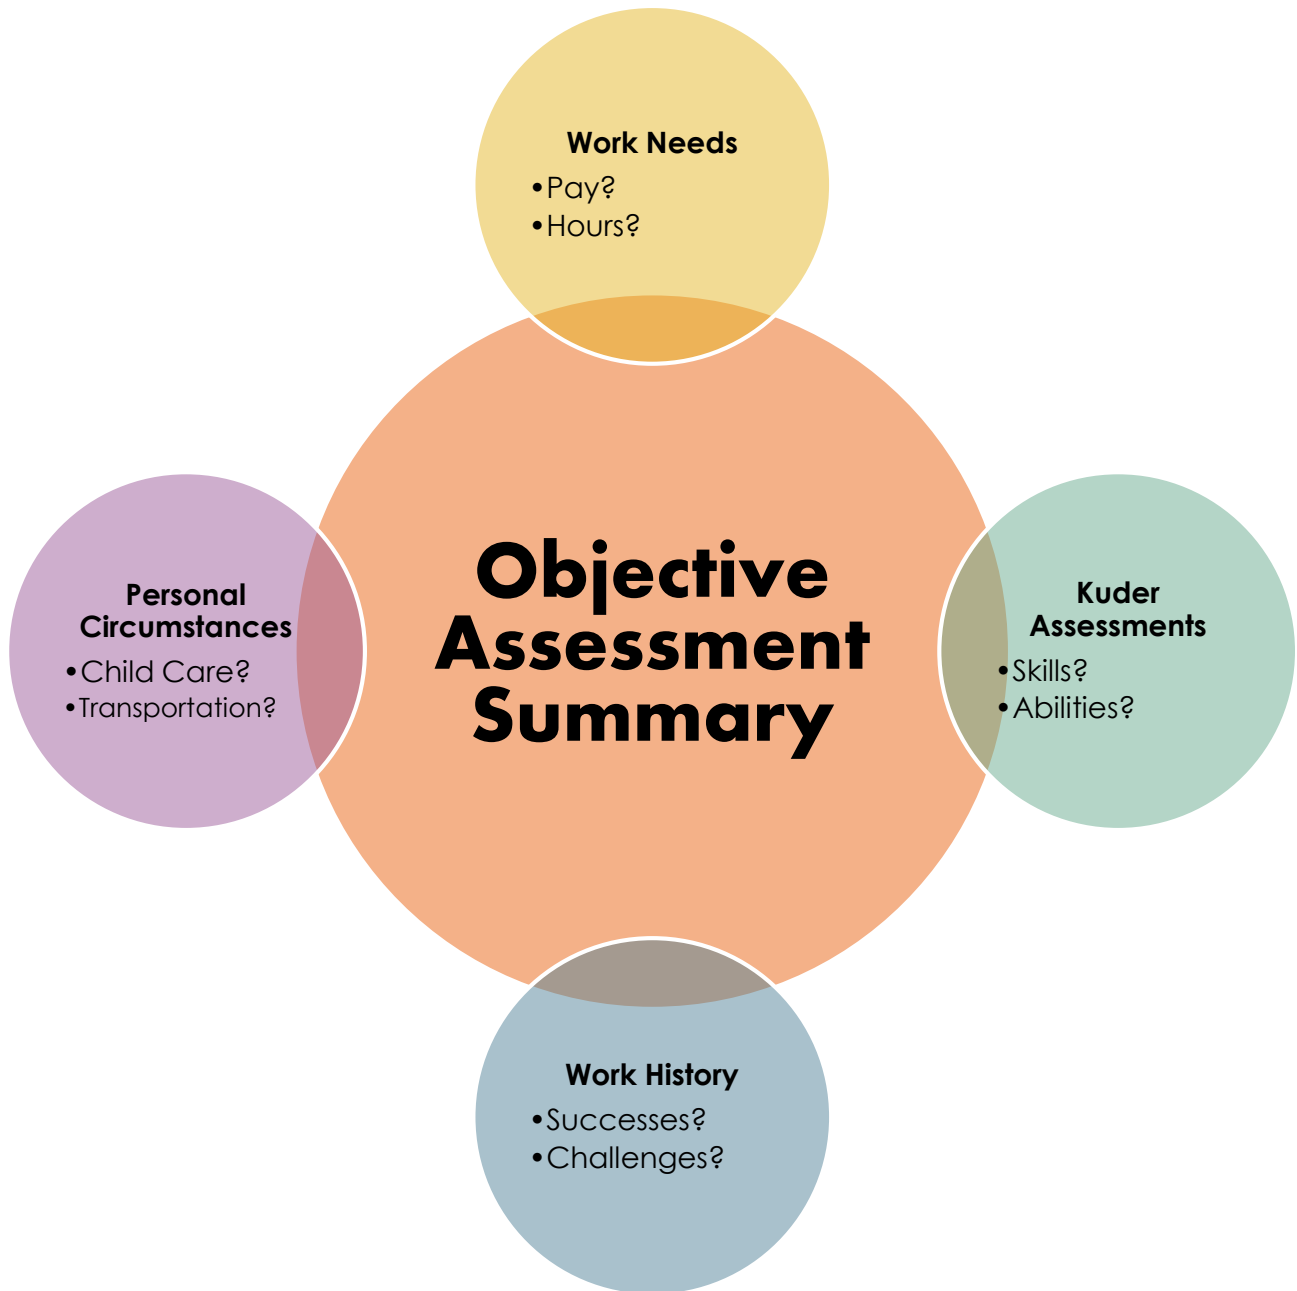 Work Needs
•Pay?
•Hours?
Objective
Assessment
Summary
Kuder
Assessments
•Skills?
•Abilities?
Work History
•Successes?
•Challenges?
Personal
Circumstances
•Child Care?
•Transportation?